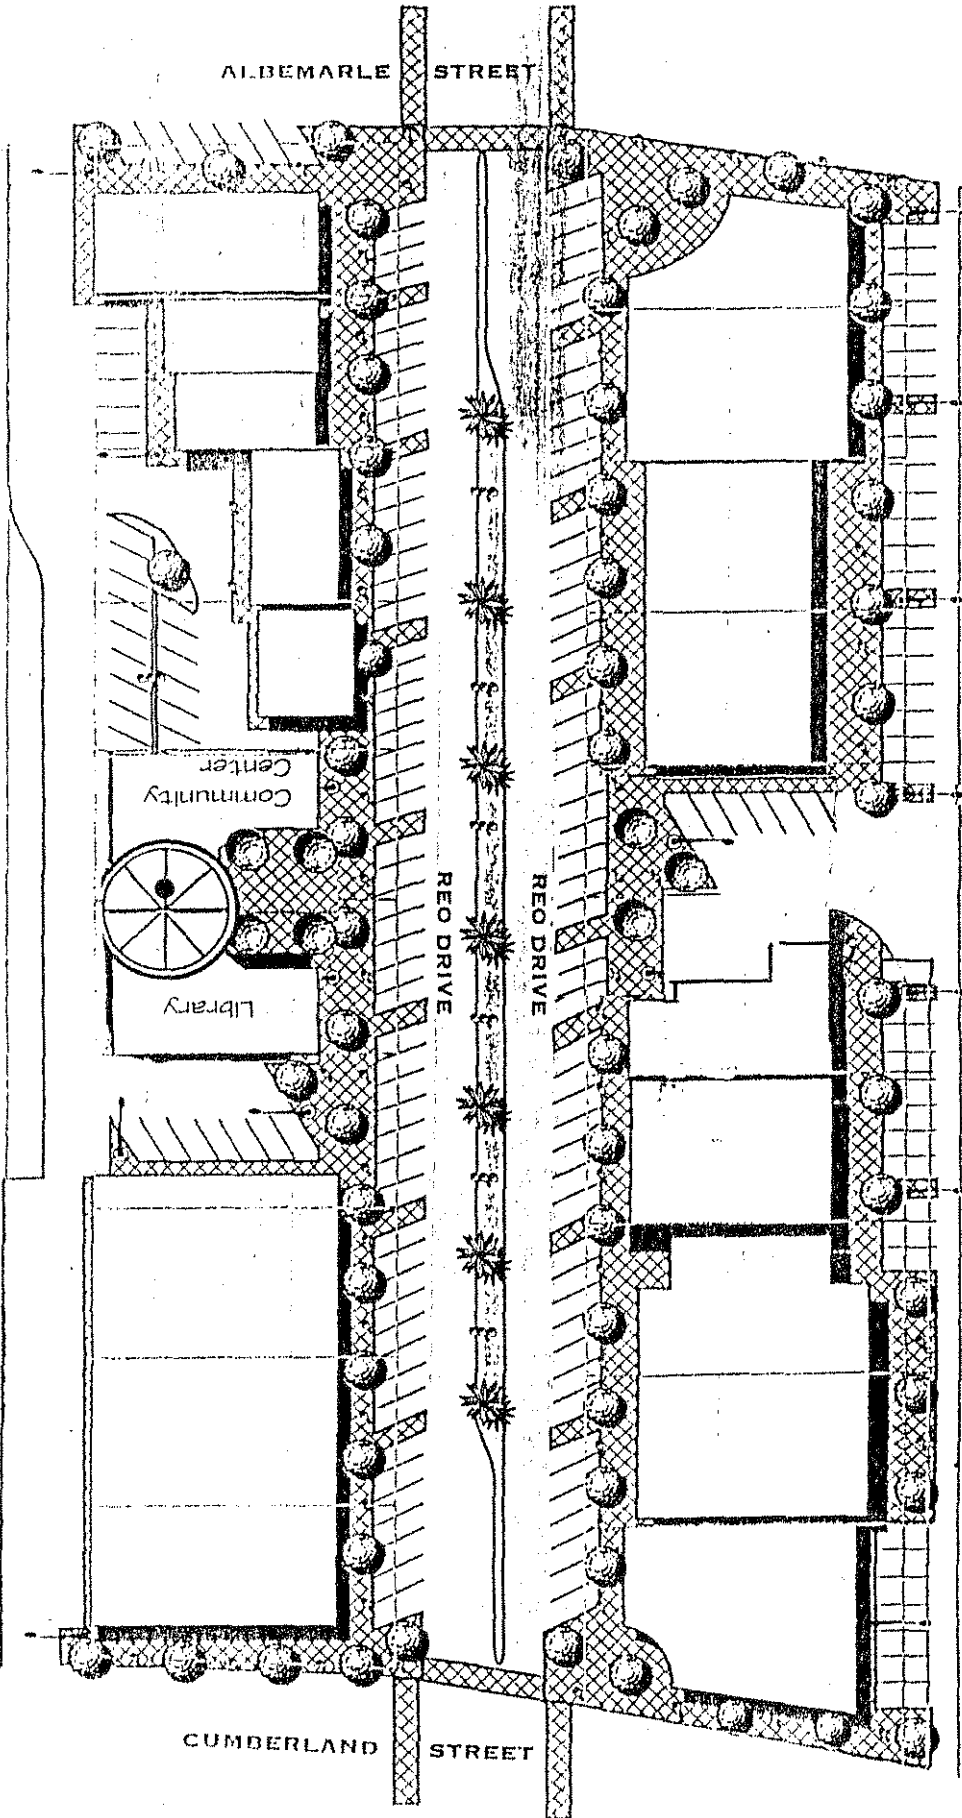 ALBEMARLE STREET
Community
Center
REO DRIVE
REO DRIVE
Library
CUMBERLAND STREET